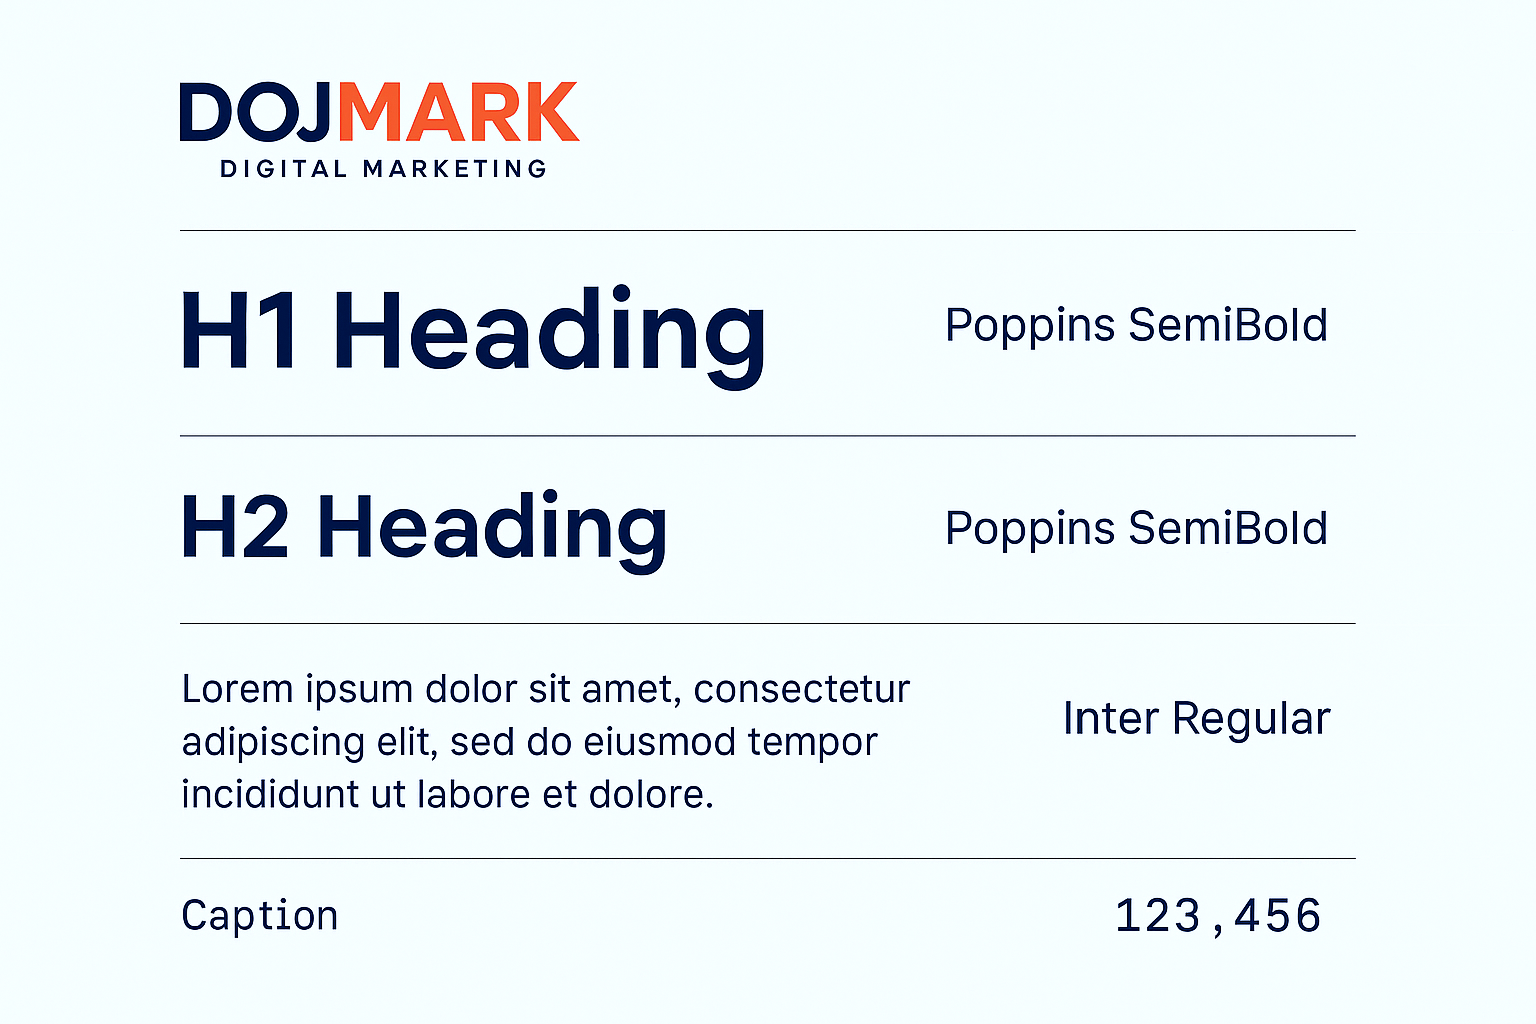 DOJMARK
DIGITAL MARKETING
H1 Heading
Poppins SemiBold
H2 Heading
Poppins SemiBold
Lorem ipsum dolor sit amet, consectetur
adipiscing elit, sed do eiusmod tempor
incididunt ut labore et dolore.
Inter Regular
Caption
123,456